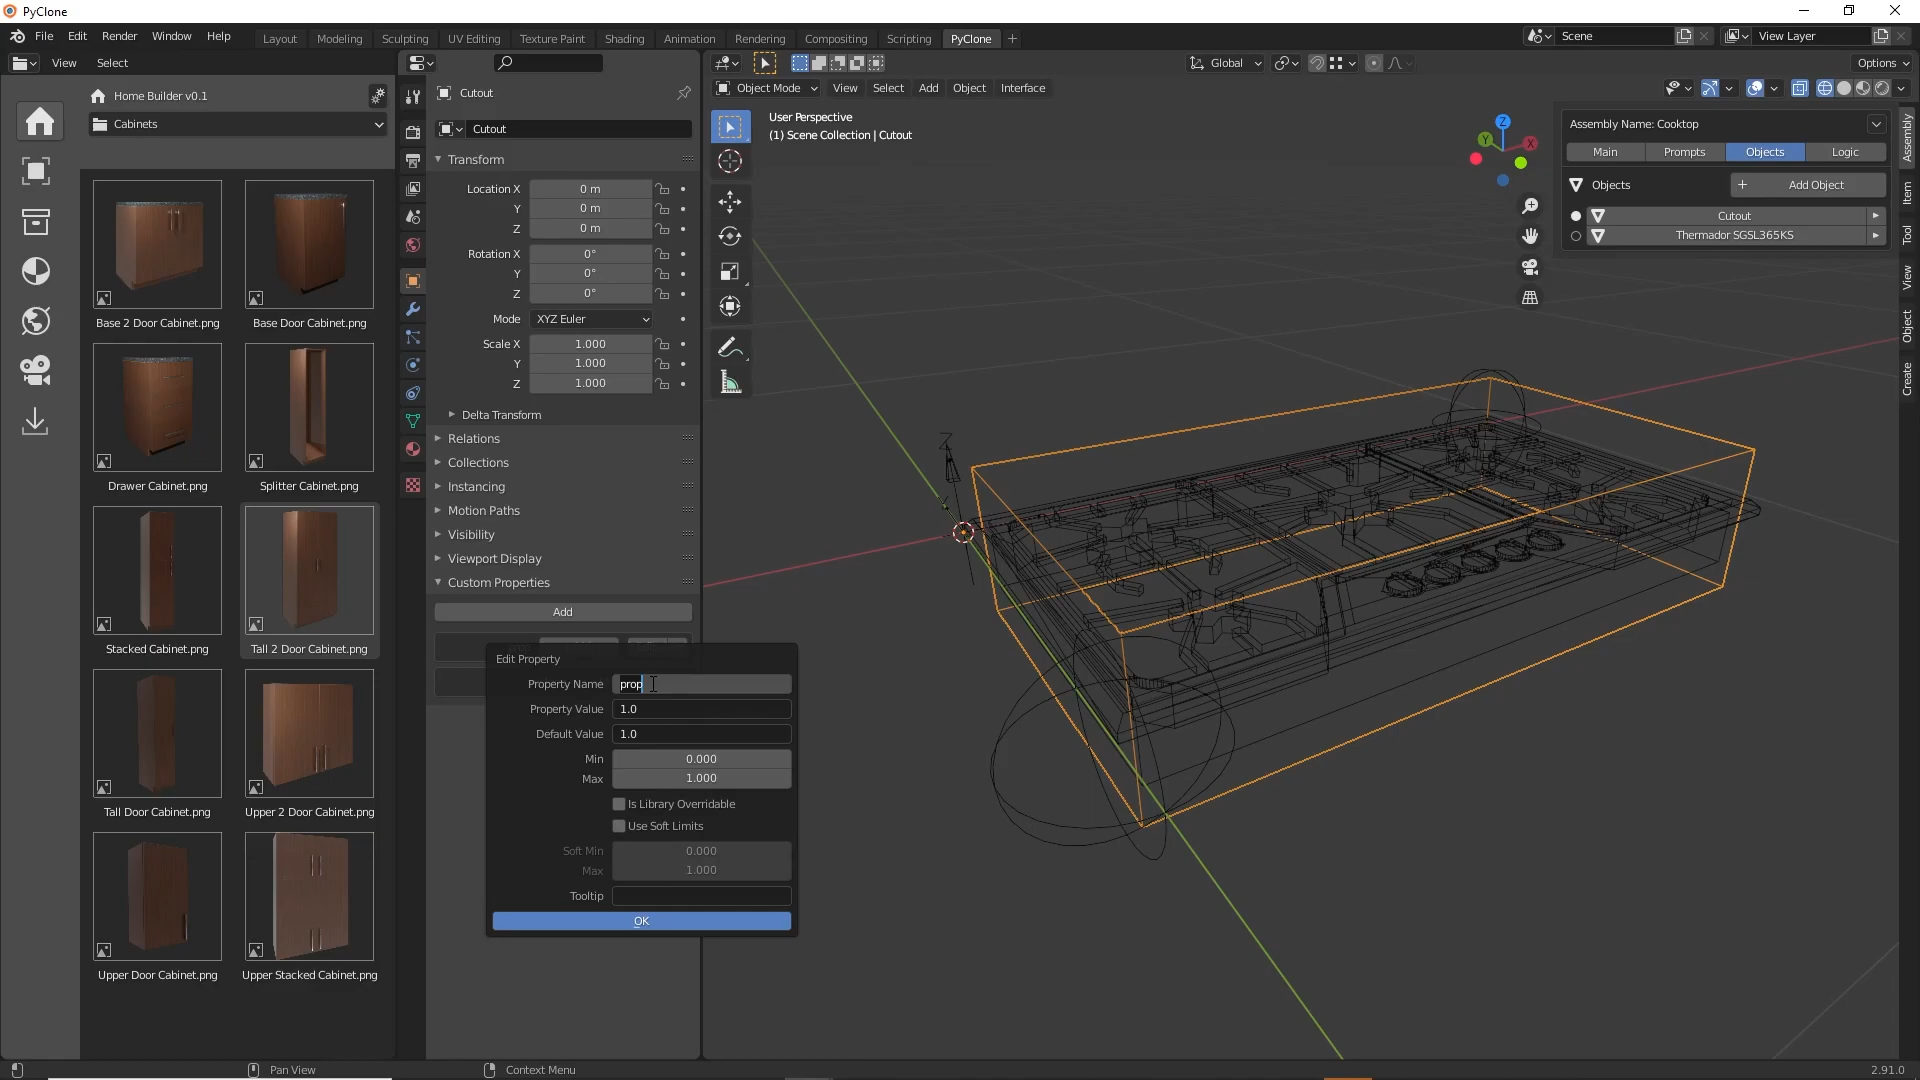 PyClone
File Edit Render Window Help
Layout Modeling Sculpting UV Editing Texture Paint Shading Animation Rendering Compositing Scripting PyClone
Scene
View Layer
View Select
Global
Options
Home Builder v0.1
Cabinets
Base 2 Door Cabinet.png
Base Door Cabinet.png
Drawer Cabinet.png
Splitter Cabinet.png
Stacked Cabinet.png
Tall 2 Door Cabinet.png
Tall Door Cabinet.png
Upper 2 Door Cabinet.png
Upper Door Cabinet.png
Upper Stacked Cabinet.png
Cutout
Cutout
Transform
Location X 0 m
Y 0 m
Z 0 m
Rotation X 0°
Y 0°
Z 0°
Mode XYZ Euler
Scale X 1.000
Y 1.000
Z 1.000
Delta Transform
Relations
Collections
Instancing
Motion Paths
Visibility
Viewport Display
Custom Properties
Add
Edit Property
Property Name prop
Property Value 1.0
Default Value 1.0
Min 0.000
Max 1.000
Is Library Overridable
Use Soft Limits
Soft Min 0.000
Max 1.000
Tooltip
OK
Object Mode View Select Add Object Interface
User Perspective
(1) Scene Collection | Cutout
Z
Y
X
Assembly Name: Cooktop
Main Prompts Objects Logic
Objects
Add Object
Cutout
Thermador SGSL365KS
Assembly
Item
Tool
View
Object
Create
Pan View
Context Menu
2.91.0